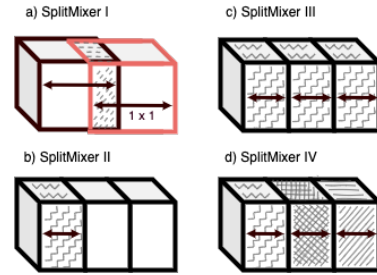 a) SplitMixer I
1 x 1
b) SplitMixer II
c) SplitMixer III
d) SplitMixer IV